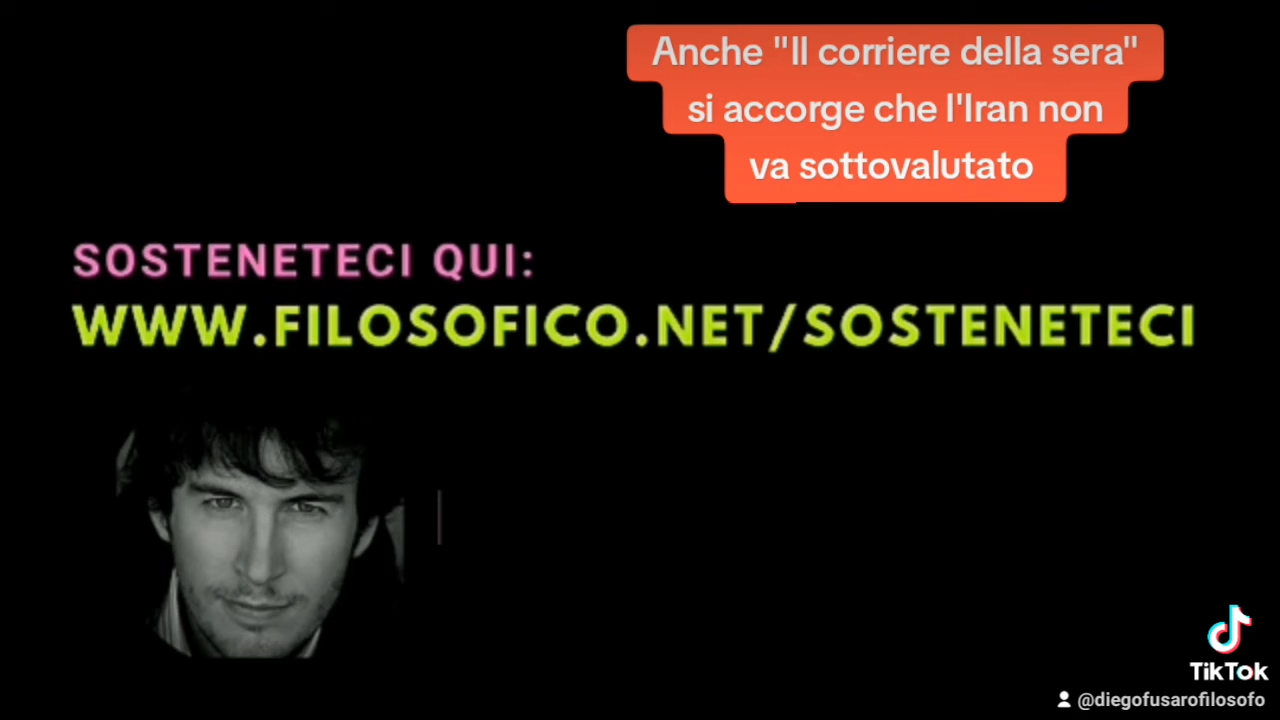 Anche "Il corriere della sera"
si accorge che l'Iran non
va sottovalutato
SOSTENETECI QUI:
WWW.FILOSOFICO.NET/SOSTENETECI
TikTok
@diegofusarofilosofo